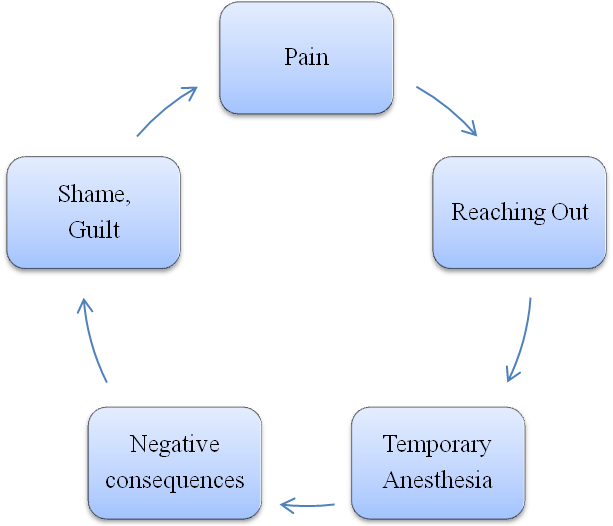 Pain
Reaching Out
Temporary
Anesthesia
Negative
consequences
Shame,
Guilt